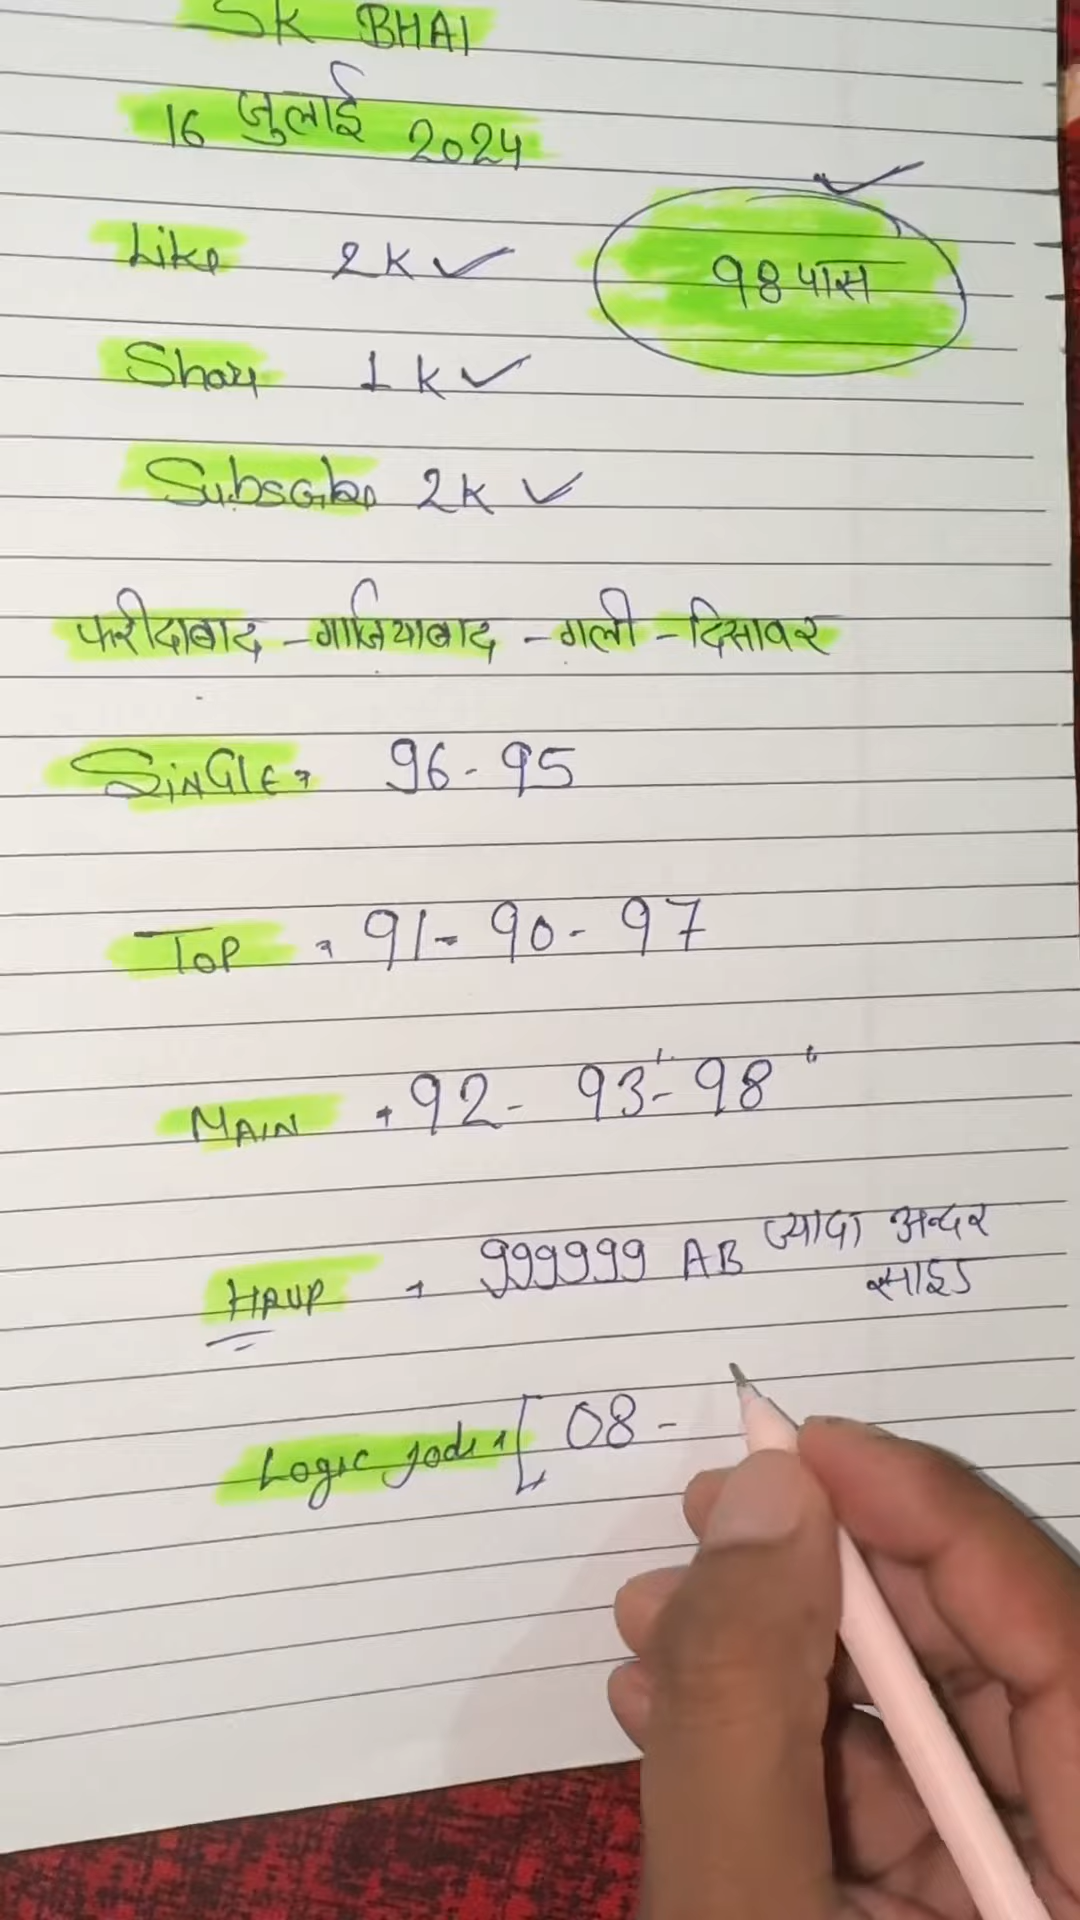 SK BHAI
16 जुलाई 2024
Like 2K ✓
98 पास
Share 1K ✓
Subscribe 2K ✓
फरीदाबाद - गाजियाबाद - गली - दिसावर
SINGLE → 96 - 95
TOP → 91 - 90 - 97
MAIN → 92 - 93 - 98
HRUP → 999999 AB ज्यादा अन्दर साइड
Logic jodi → [ 08 -